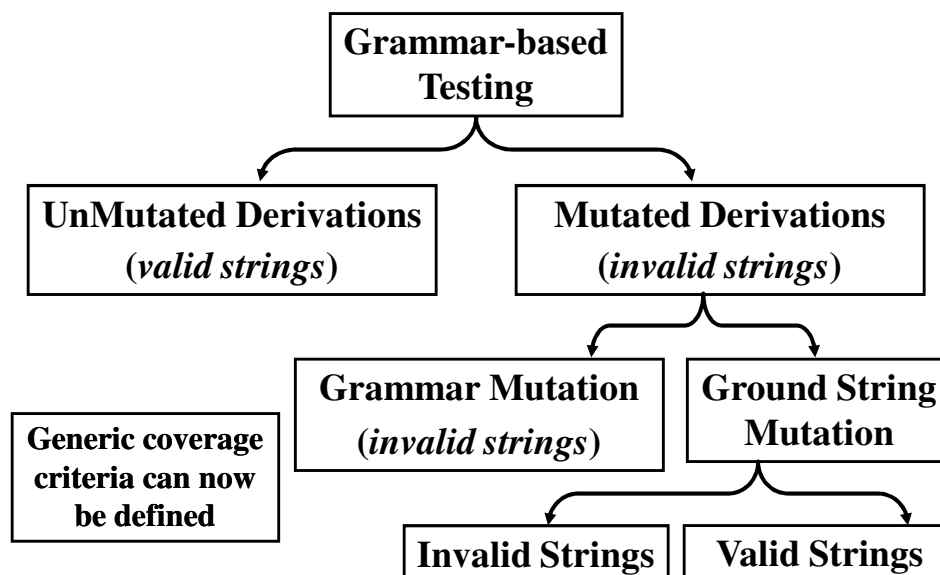 Grammar-based
Testing
UnMutated Derivations
(valid strings)
Mutated Derivations
(invalid strings)
Grammar Mutation
(invalid strings)
Ground String
Mutation
Generic coverage
criteria can now
be defined
Invalid Strings
Valid Strings